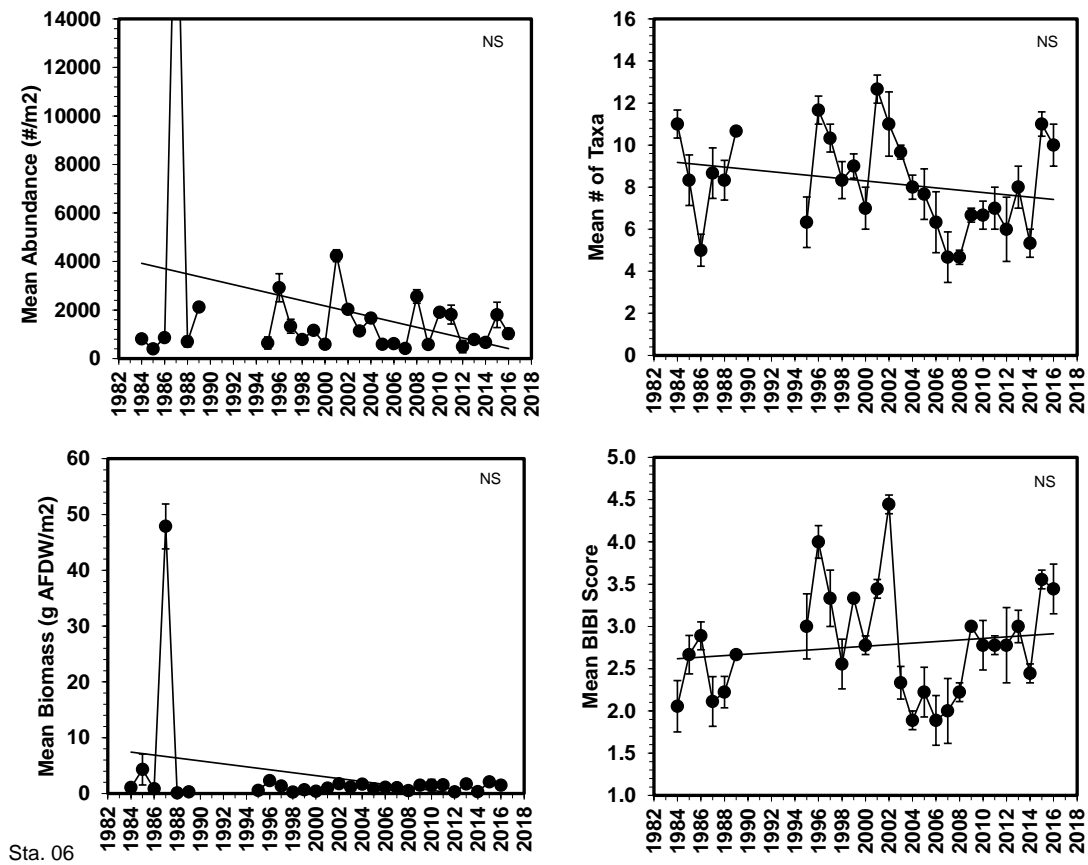 14000
12000
10000
8000
6000
4000
2000
0
Mean Abundance (#/m2)
NS
1982 1984 1986 1988 1990 1992 1994 1996 1998 2000 2002 2004 2006 2008 2010 2012 2014 2016 2018
16
14
12
10
8
6
4
2
0
Mean # of Taxa
NS
1982 1984 1986 1988 1990 1992 1994 1996 1998 2000 2002 2004 2006 2008 2010 2012 2014 2016 2018
60
50
40
30
20
10
0
Mean Biomass (g AFDW/m2)
NS
1982 1984 1986 1988 1990 1992 1994 1996 1998 2000 2002 2004 2006 2008 2010 2012 2014 2016 2018
5.0
4.5
4.0
3.5
3.0
2.5
2.0
1.5
1.0
Mean BIBI Score
NS
1982 1984 1986 1988 1990 1992 1994 1996 1998 2000 2002 2004 2006 2008 2010 2012 2014 2016 2018
Sta. 06